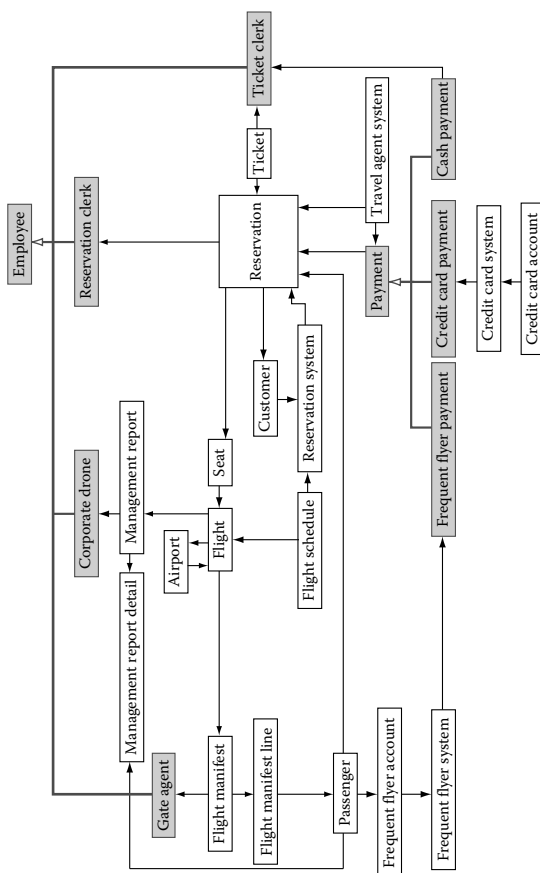 Employee
Gate agent
Corporate drone
Reservation clerk
Ticket clerk
Management report detail
Management report
Airport
Flight manifest
Flight
Seat
Reservation
Ticket
Flight manifest line
Customer
Flight schedule
Reservation system
Passenger
Payment
Travel agent system
Frequent flyer account
Frequent flyer payment
Credit card payment
Cash payment
Frequent flyer system
Credit card system
Credit card account